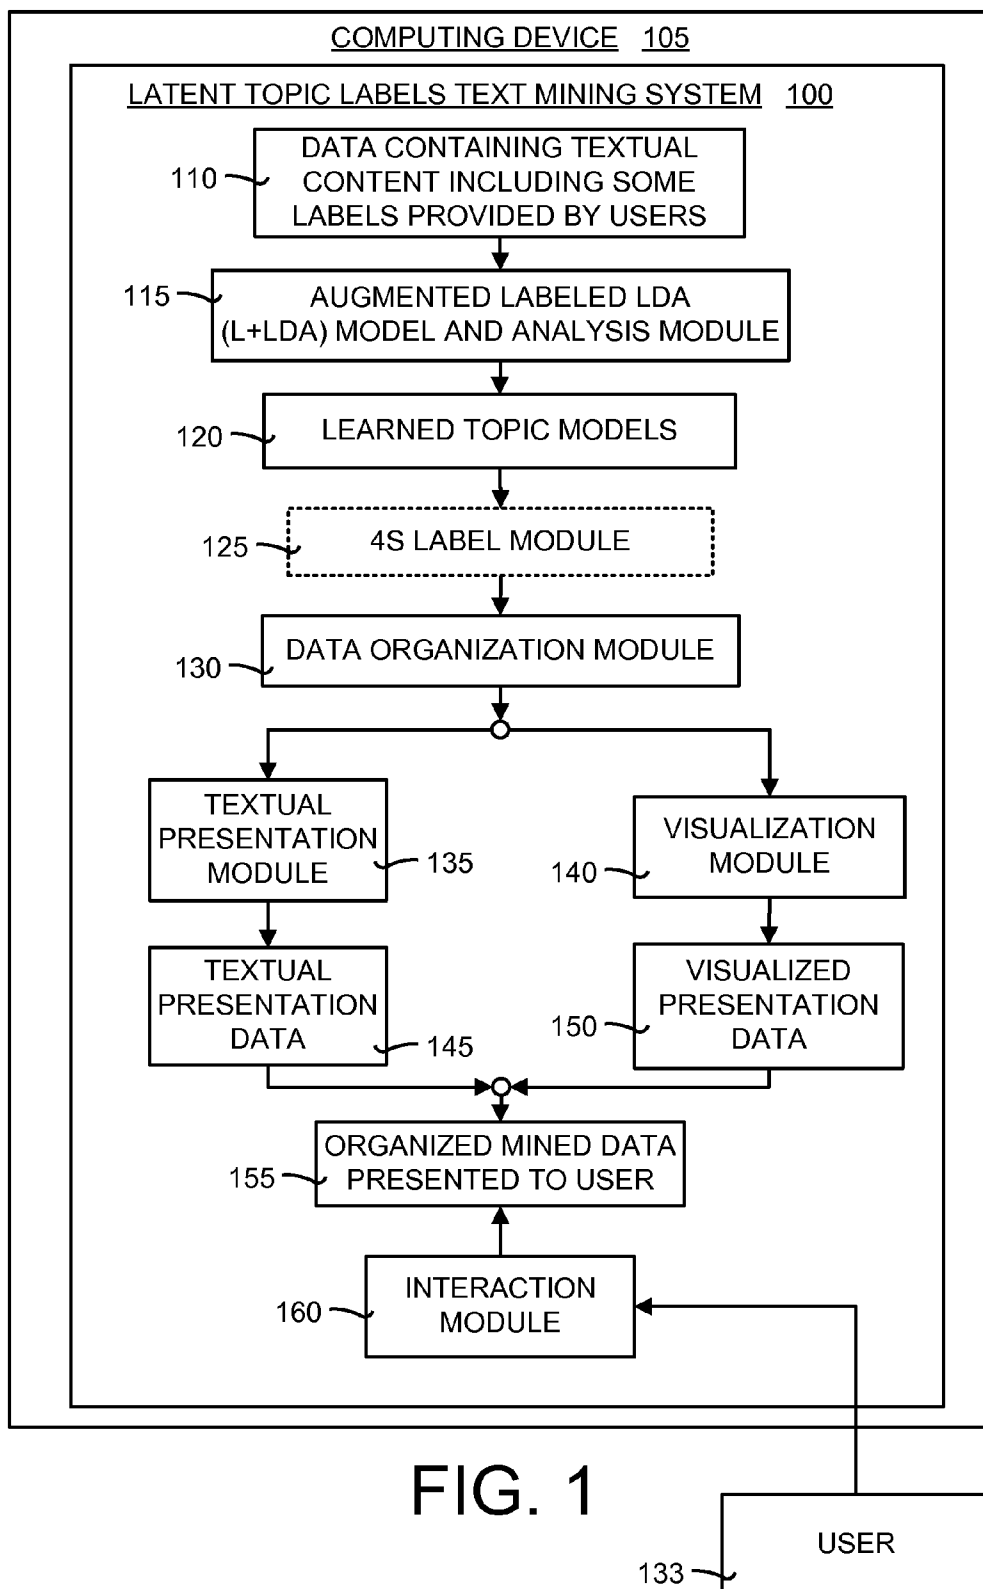 COMPUTING DEVICE 105
LATENT TOPIC LABELS TEXT MINING SYSTEM 100
DATA CONTAINING TEXTUAL
CONTENT INCLUDING SOME
LABELS PROVIDED BY USERS
110
AUGMENTED LABELED LDA
(L+LDA) MODEL AND ANALYSIS MODULE
115
LEARNED TOPIC MODELS
120
4S LABEL MODULE
125
DATA ORGANIZATION MODULE
130
TEXTUAL
PRESENTATION
MODULE
135
VISUALIZATION
MODULE
140
TEXTUAL
PRESENTATION
DATA
145
VISUALIZED
PRESENTATION
DATA
150
ORGANIZED MINED DATA
PRESENTED TO USER
155
INTERACTION
MODULE
160
FIG. 1
USER
133